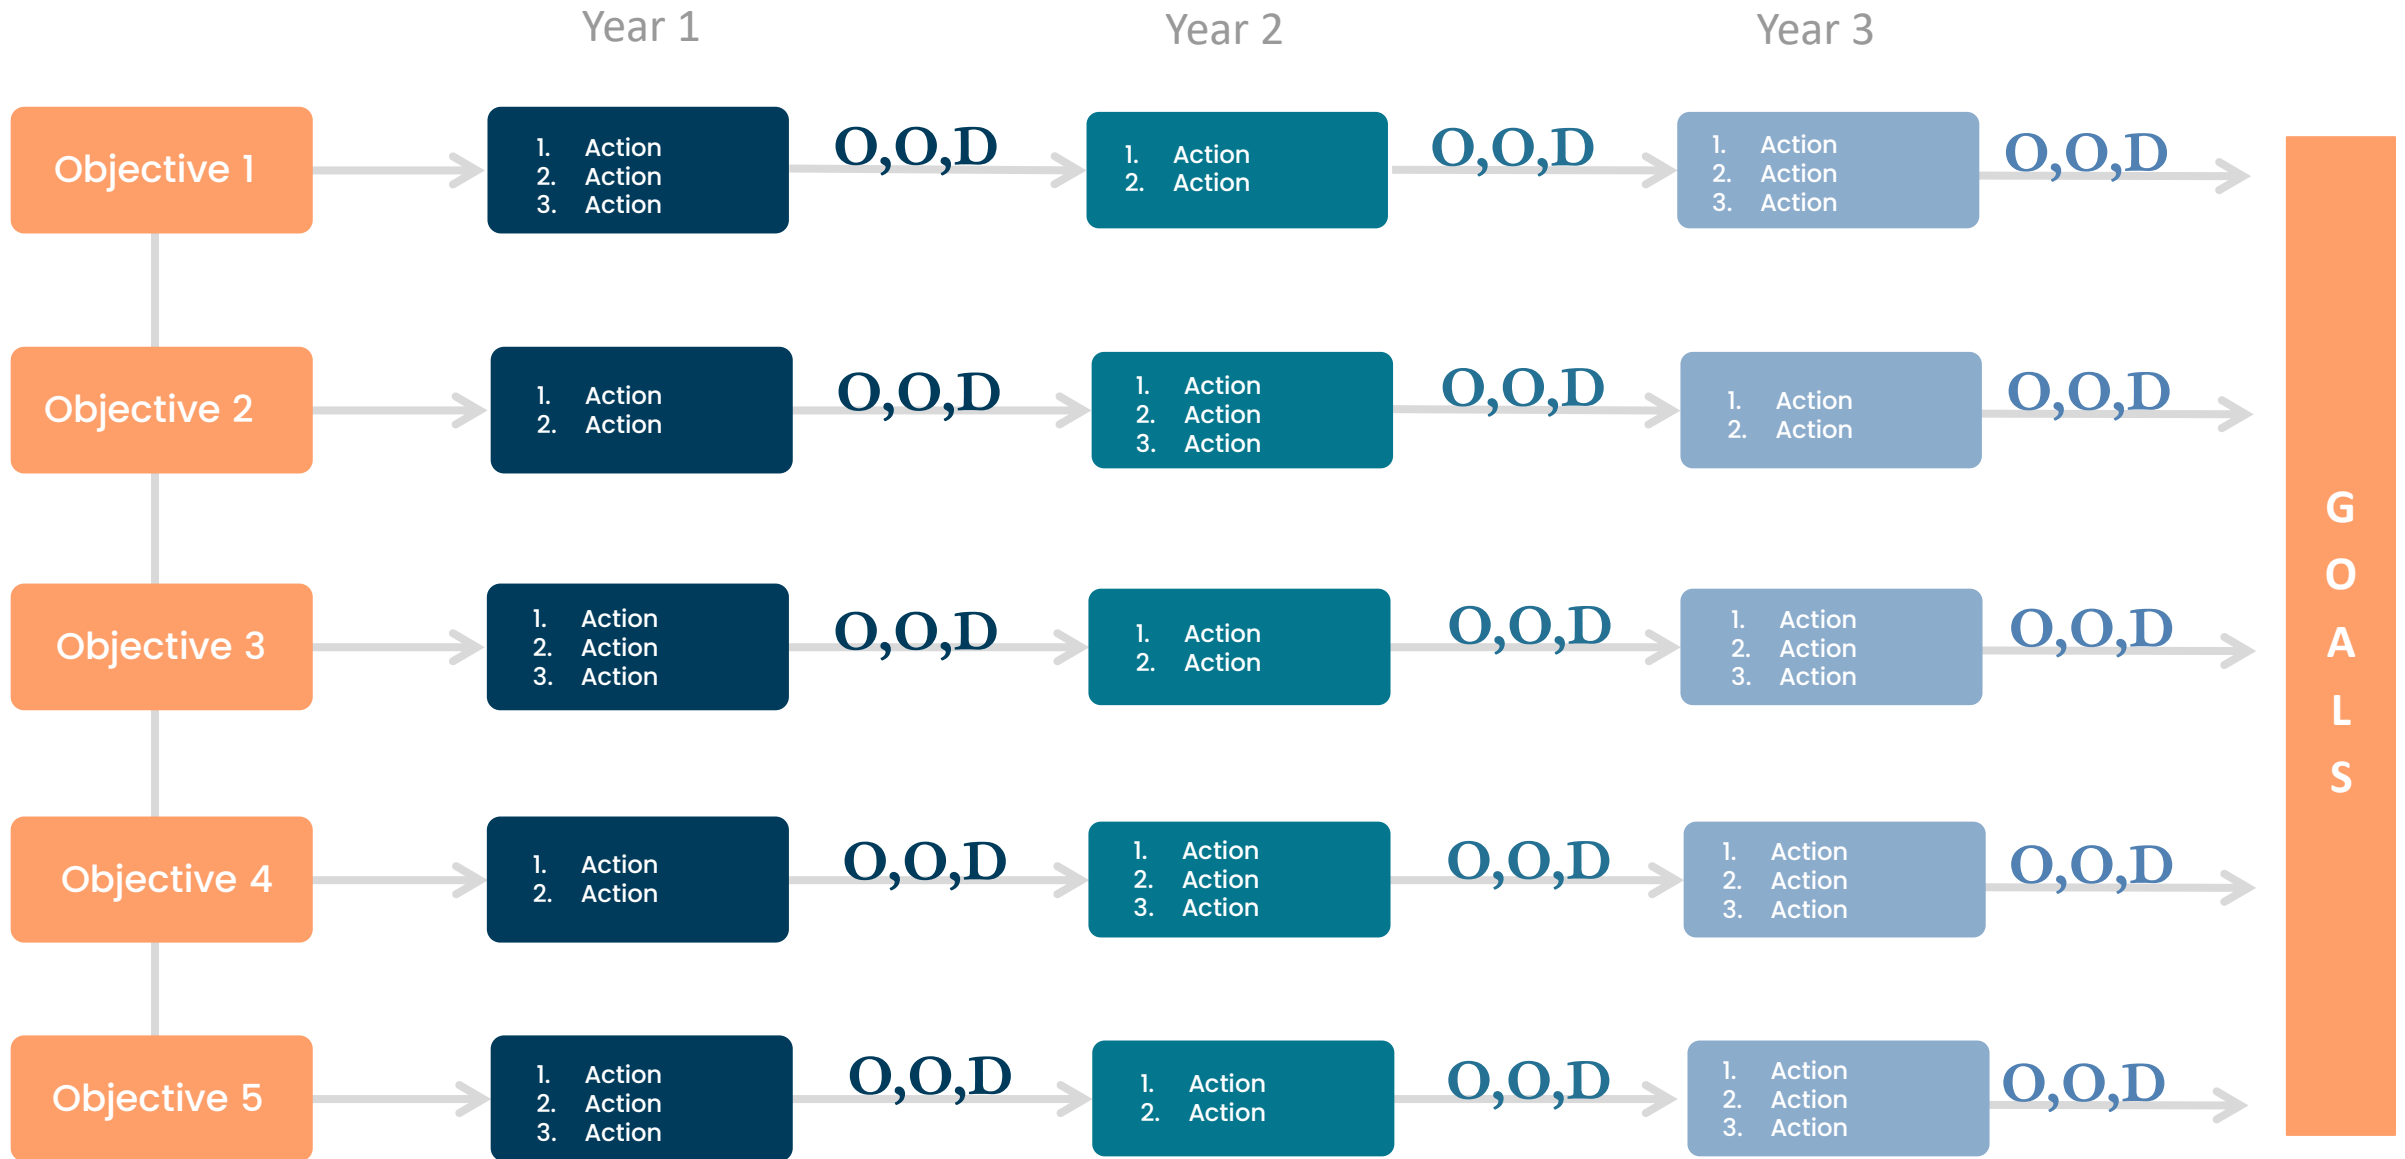 Year 1
Year 2
Year 3
Objective 1
1. Action
2. Action
3. Action
O,O,D
1. Action
2. Action
O,O,D
1. Action
2. Action
3. Action
O,O,D
Objective 2
1. Action
2. Action
O,O,D
1. Action
2. Action
3. Action
O,O,D
1. Action
2. Action
O,O,D
Objective 3
1. Action
2. Action
3. Action
O,O,D
1. Action
2. Action
O,O,D
1. Action
2. Action
3. Action
O,O,D
Objective 4
1. Action
2. Action
O,O,D
1. Action
2. Action
3. Action
O,O,D
1. Action
2. Action
3. Action
O,O,D
Objective 5
1. Action
2. Action
3. Action
O,O,D
1. Action
2. Action
O,O,D
1. Action
2. Action
3. Action
O,O,D
G
O
A
L
S